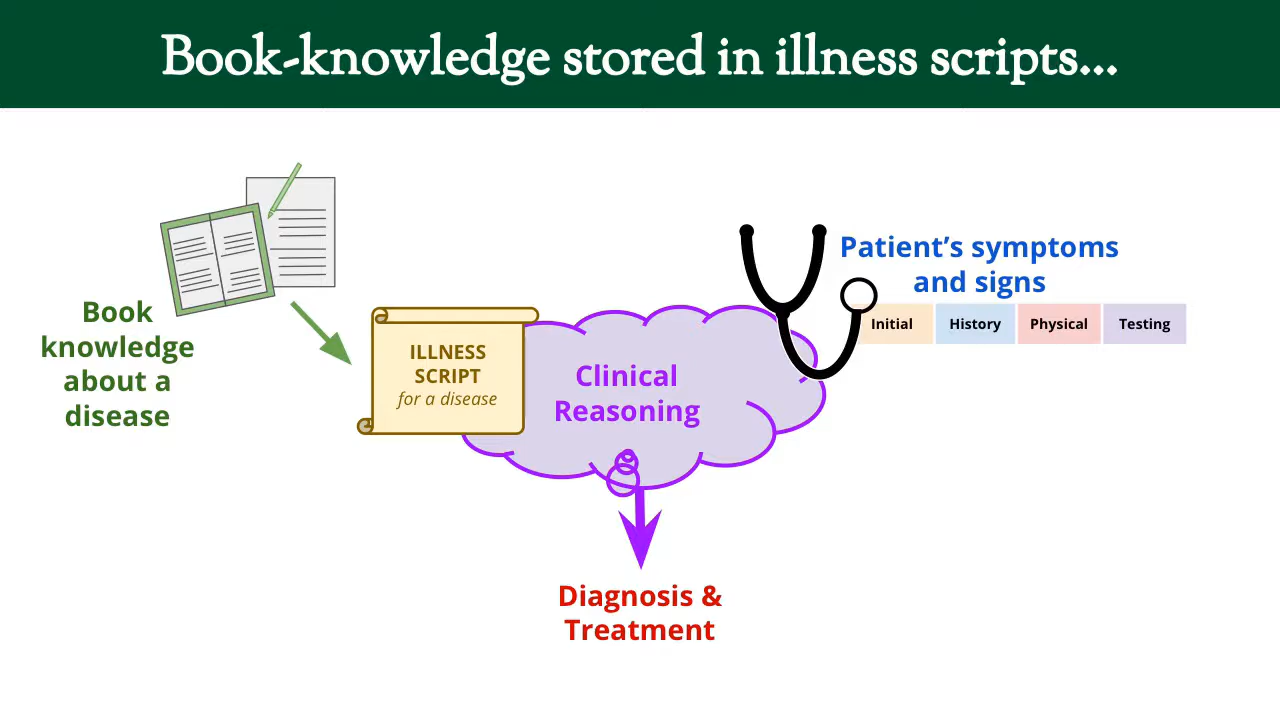 Book-knowledge stored in illness scripts...
Book
knowledge
about a
disease
ILLNESS
SCRIPT
for a disease
Clinical
Reasoning
Patient’s symptoms
and signs
Initial
History
Physical
Testing
Diagnosis &
Treatment